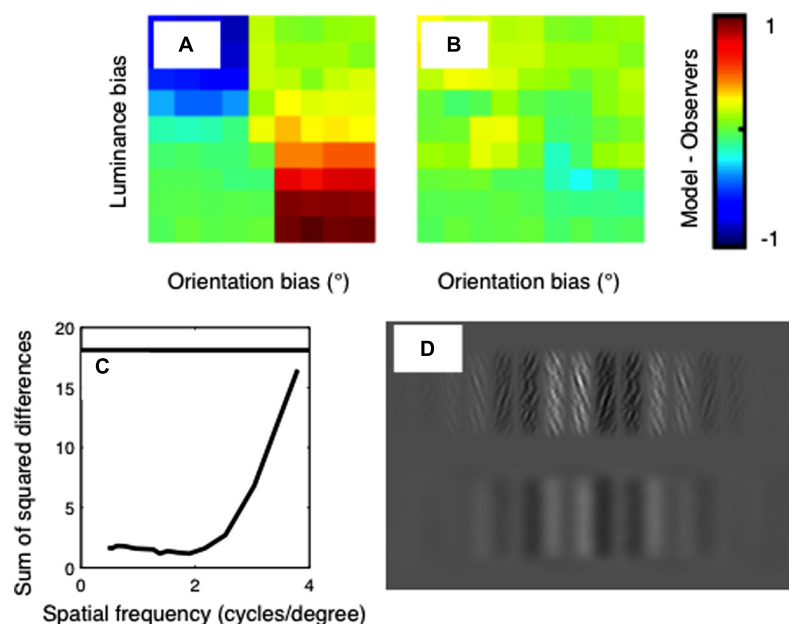 A
B
Luminance bias
Orientation bias (°)
Orientation bias (°)
Model - Observers
1
-1
C
Sum of squared differences
20
15
10
5
0
0
2
4
Spatial frequency (cycles/degree)
D